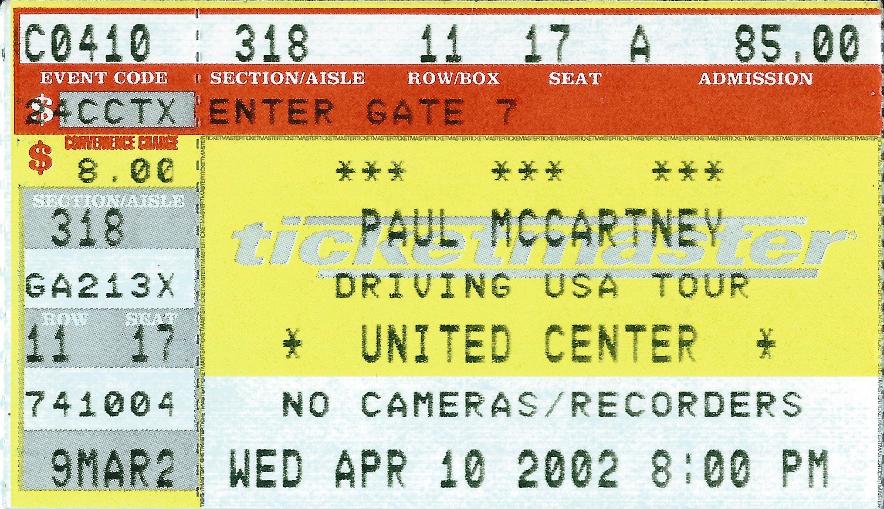 C0410 318 11 17 A 85.00
EVENT CODE SECTION/AISLE ROW/BOX SEAT ADMISSION
$ 24CCTX ENTER GATE 7
$ CONVENIENCE CHARGE
8.00 *** *** ***
SECTION/AISLE
318 PAUL MCCARTNEY
ticketmaster
GA213X DRIVING USA TOUR
ROW SEAT
11 17 * UNITED CENTER *
741004 NO CAMERAS/RECORDERS
9MAR2 WED APR 10 2002 8:00 PM